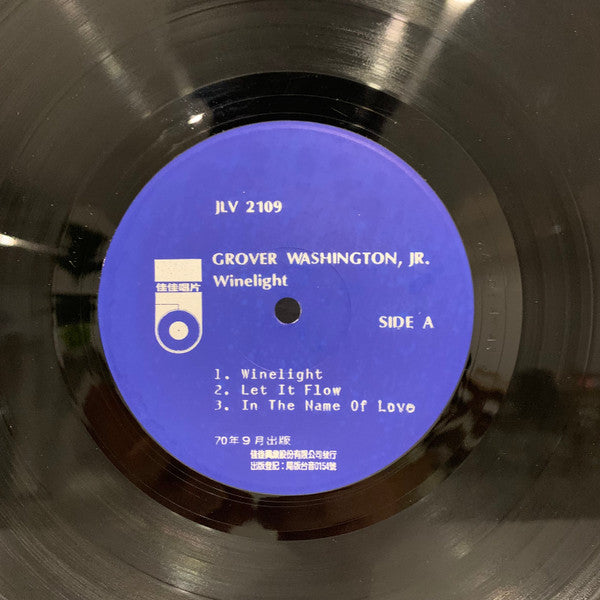 JLV 2109
GROVER WASHINGTON, JR.
Winelight
佳佳唱片
SIDE A
1. Winelight
2. Let It Flow
3. In The Name Of Love
70年9月出版
佳佳興業股份有限公司發行
出版登記：局版台音0154號